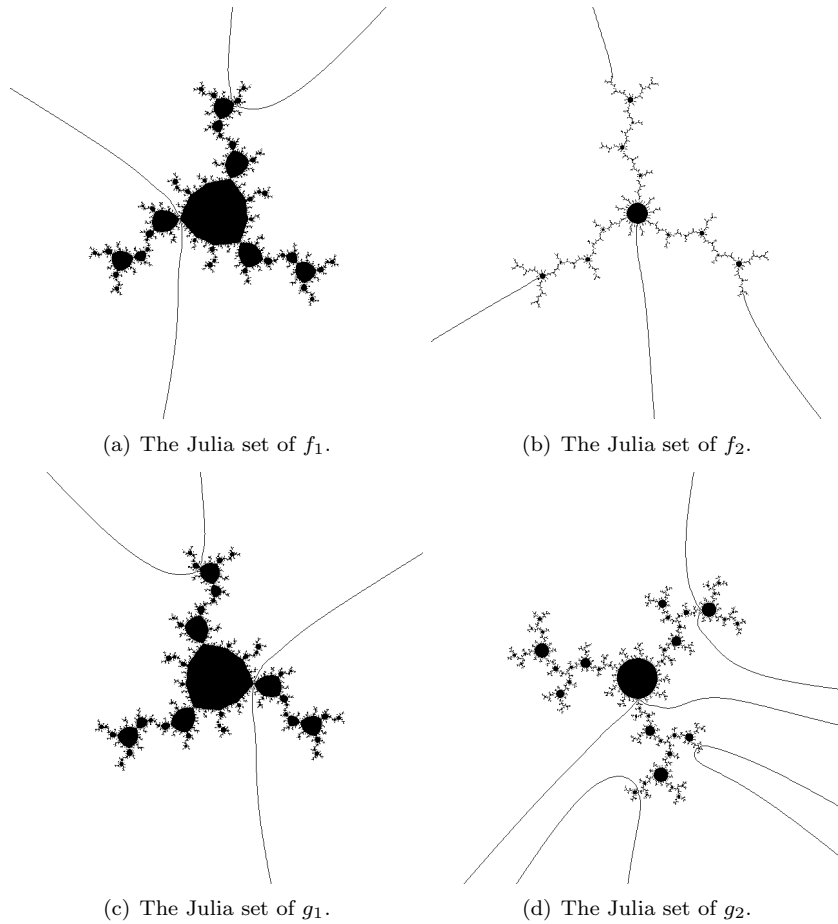 (a) The Julia set of f₁.
(b) The Julia set of f₂.
(c) The Julia set of g₁.
(d) The Julia set of g₂.